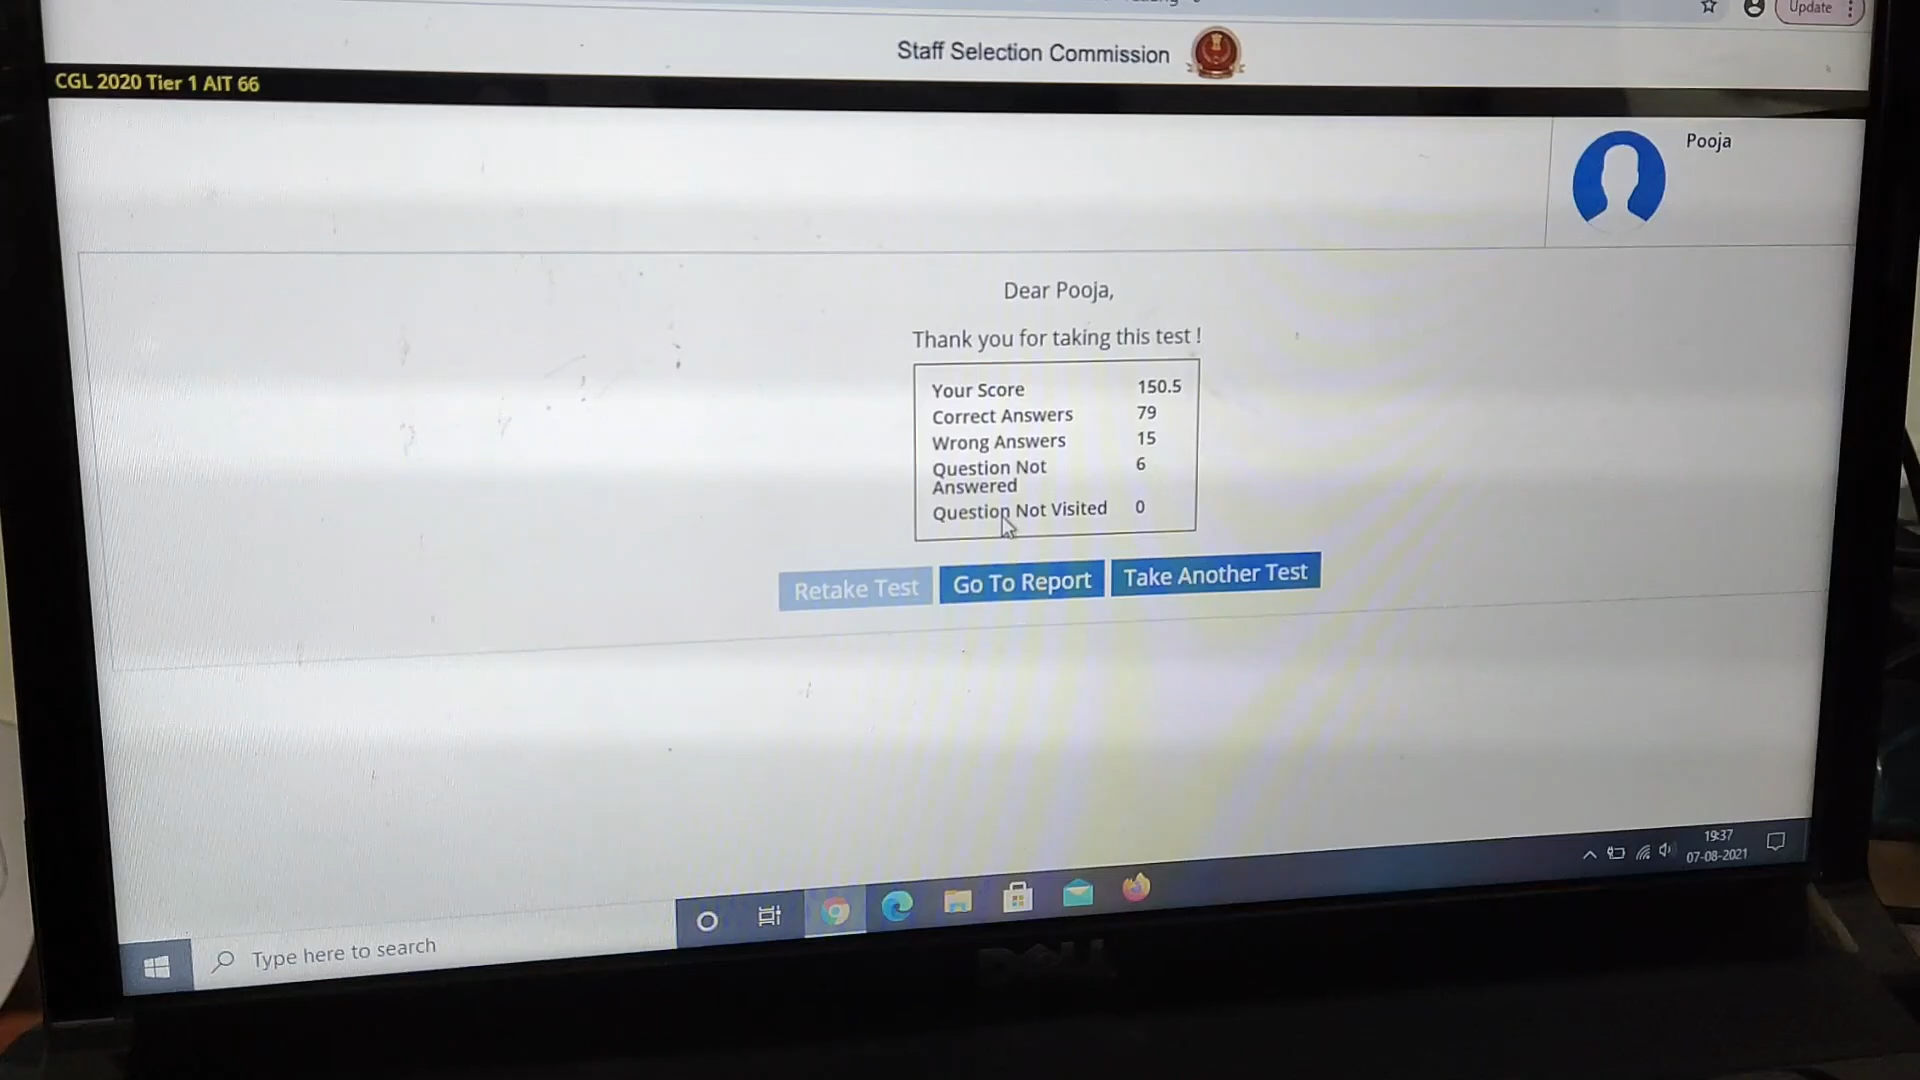 Update
Staff Selection Commission
CGL 2020 Tier 1 AIT 66
Pooja
Dear Pooja,
Thank you for taking this test !
Your Score 150.5
Correct Answers 79
Wrong Answers 15
Question Not Answered 6
Question Not Visited 0
Retake Test Go To Report Take Another Test
19:37
07-08-2021
Type here to search
DELL